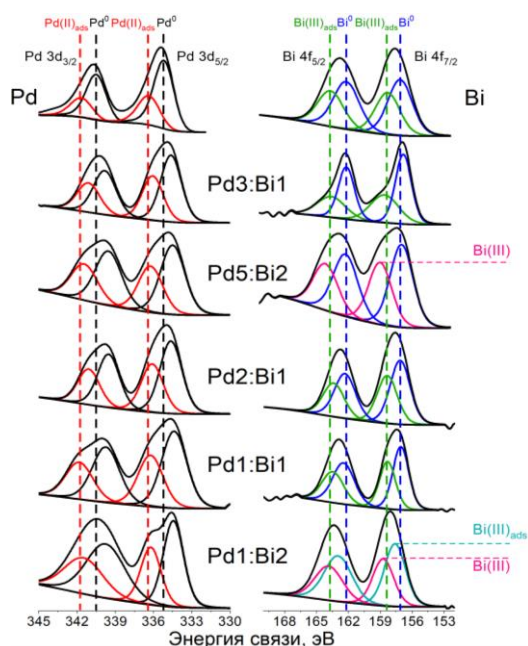 Pd(II)ads Pd⁰ Pd(II)ads Pd⁰
Bi(III)ads Bi⁰ Bi(III)ads Bi⁰
Pd 3d3/2 Pd 3d5/2
Bi 4f5/2 Bi 4f7/2
Pd Bi
Pd3:Bi1
Pd5:Bi2
Bi(III)
Pd2:Bi1
Pd1:Bi1
Pd1:Bi2
Bi(III)ads
Bi(III)
345 342 339 336 333 330
168 165 162 159 156 153
Энергия связи, эВ